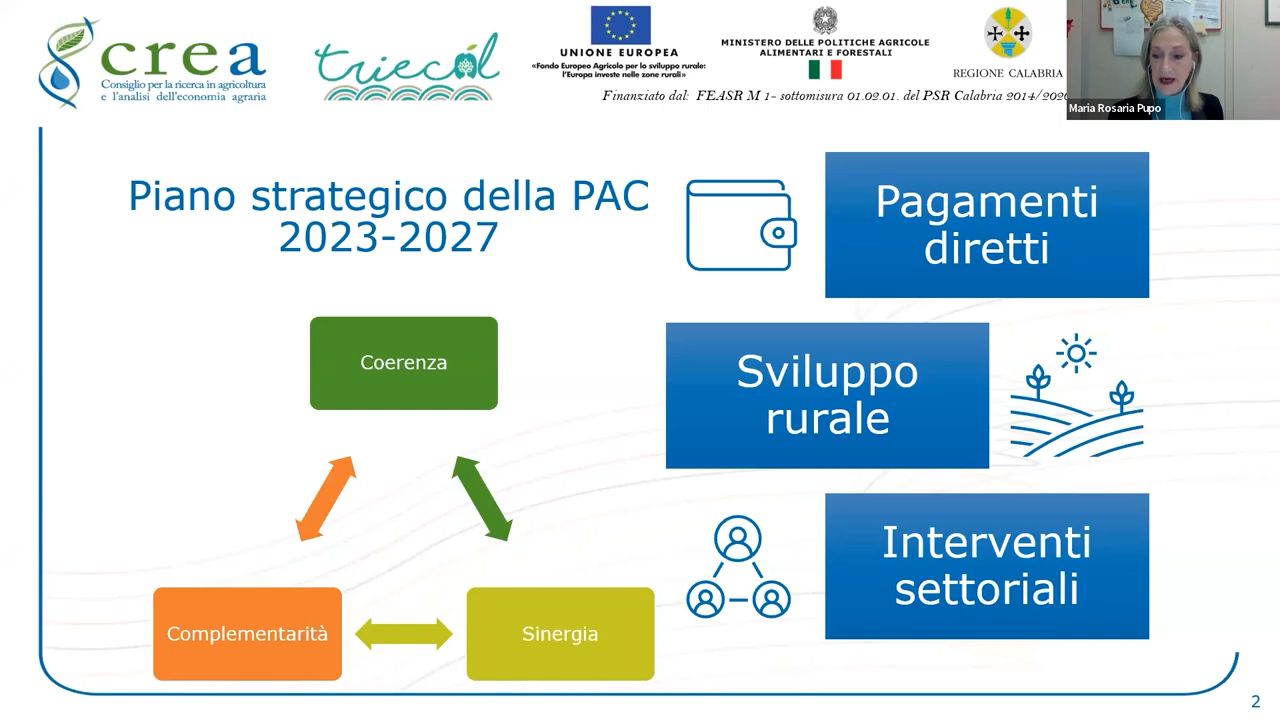 crea
Consiglio per la ricerca in agricoltura
e l'analisi dell'economia agraria
triecol
UNIONE EUROPEA
«Fondo Europeo Agricolo per lo sviluppo rurale:
l'Europa investe nelle zone rurali»
MINISTERO DELLE POLITICHE AGRICOLE
ALIMENTARI E FORESTALI
REGIONE CALABRIA
Finanziato dal: FEASR M 1- sottomisura 01.02.01. del PSR Calabria 2014/2020
Maria Rosaria Pupo
Piano strategico della PAC
2023-2027
Pagamenti
diretti
Coerenza
Sviluppo
rurale
Interventi
settoriali
Complementarità
Sinergia
2